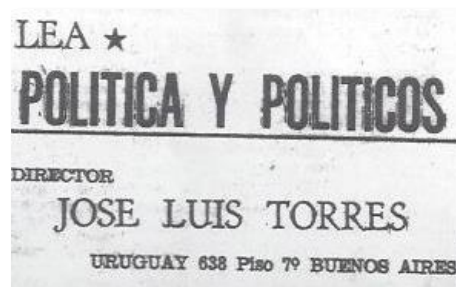 LEA ★
POLITICA Y POLITICOS
DIRECTOR
JOSE LUIS TORRES
URUGUAY 638 Piso 7º BUENOS AIRES